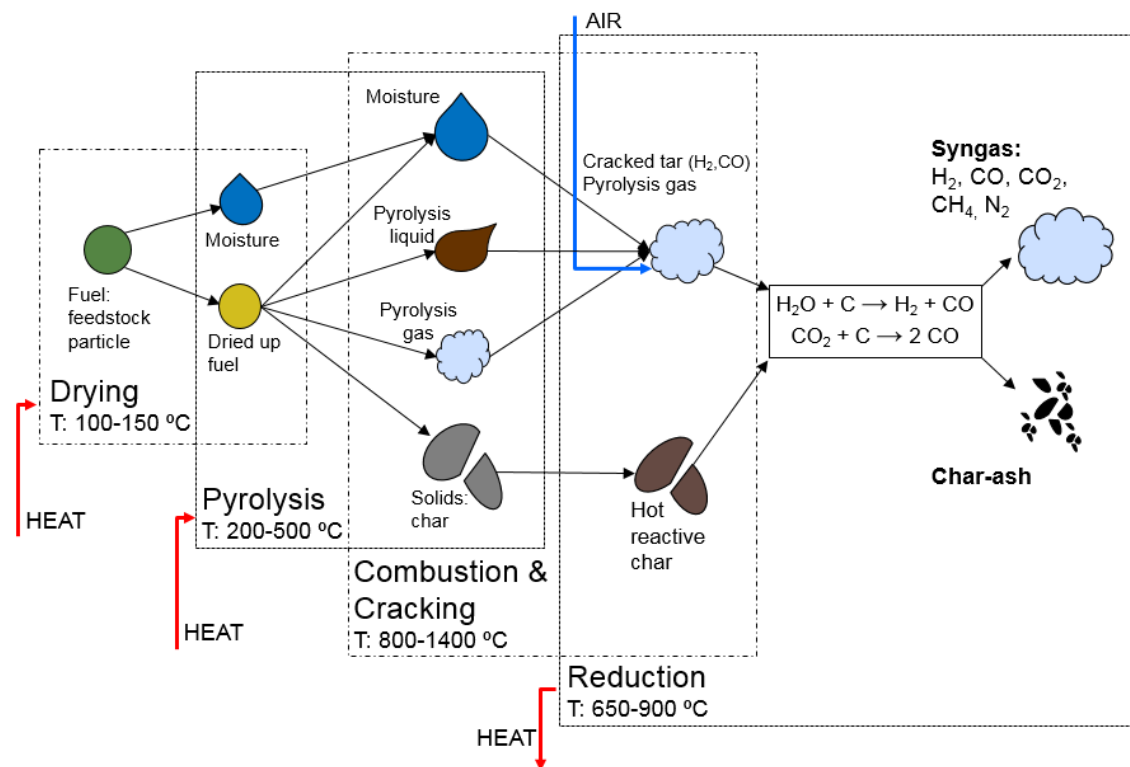 AIR
Moisture
Cracked tar (H₂,CO)
Pyrolysis gas
Syngas:
H₂, CO, CO₂,
CH₄, N₂
Moisture
Pyrolysis
liquid
Fuel:
feedstock
particle
Dried up
fuel
Pyrolysis
gas
H₂O + C → H₂ + CO
CO₂ + C → 2 CO
Drying
T: 100-150 ºC
HEAT
Solids:
char
Hot
reactive
char
Char-ash
Pyrolysis
T: 200-500 ºC
HEAT
Combustion &
Cracking
T: 800-1400 ºC
Reduction
T: 650-900 ºC
HEAT